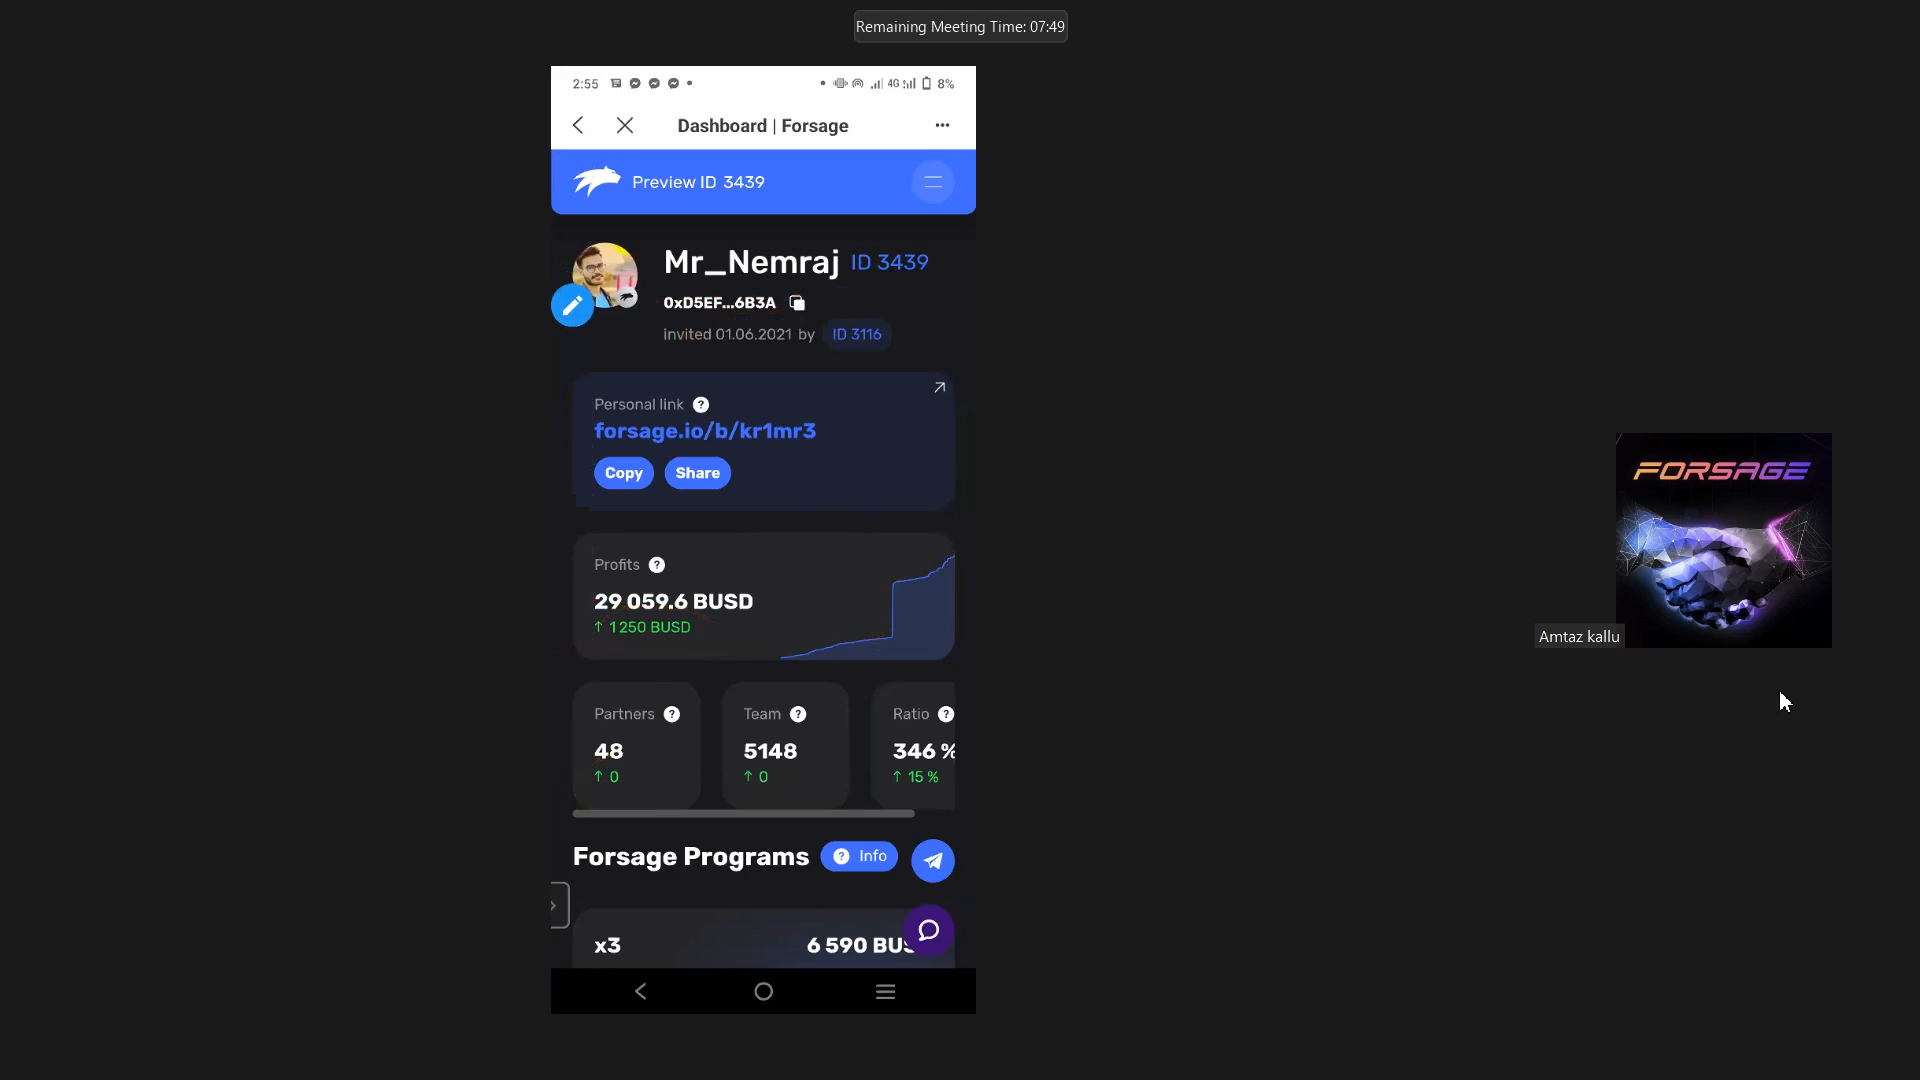 Remaining Meeting Time: 07:49
2:55
4G
8%
Dashboard | Forsage
Preview ID 3439
Mr_Nemraj ID 3439
0xD5EF...6B3A
invited 01.06.2021 by ID 3116
Personal link ?
forsage.io/b/kr1mr3
Copy Share
Profits ?
29 059.6 BUSD
↑ 1 250 BUSD
Partners ?
48
↑ 0
Team ?
5148
↑ 0
Ratio ?
346 %
↑ 15 %
Forsage Programs ? Info
x3 6 590 BUS
FORSAGE
Amtaz kallu